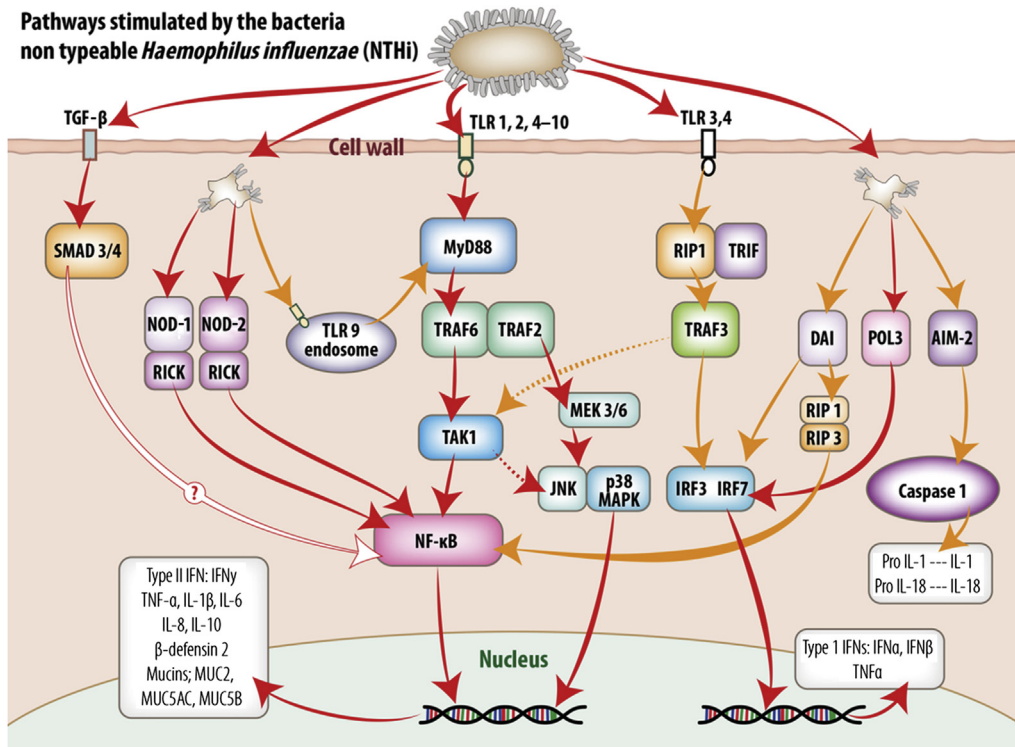 Pathways stimulated by the bacteria
non typeable Haemophilus influenzae (NTHi)
TGF-β
TLR 1, 2, 4–10
TLR 3,4
Cell wall
SMAD 3/4
MyD88
RIP1
TRIF
NOD-1
NOD-2
TLR 9
endosome
TRAF6
TRAF2
TRAF3
DAI
POL3
AIM-2
RICK
RICK
MEK 3/6
RIP 1
RIP 3
TAK1
JNK
p38
MAPK
IRF3 IRF7
Caspase 1
?
NF-κB
Pro IL-1 --- IL-1
Pro IL-18 --- IL-18
Type II IFN: IFNy
TNF-α, IL-1β, IL-6
IL-8, IL-10
β-defensin 2
Mucins; MUC2,
MUC5AC, MUC5B
Nucleus
Type 1 IFNs: IFNα, IFNβ
TNFα